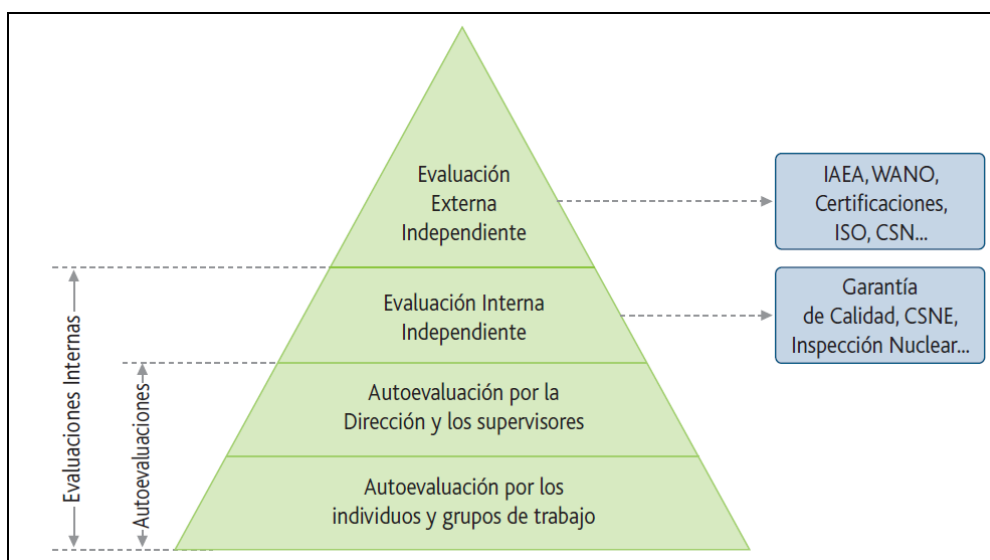 Evaluación
Externa
Independiente
IAEA, WANO,
Certificaciones,
ISO, CSN...
Evaluación Interna
Independiente
Garantía
de Calidad, CSNE,
Inspección Nuclear...
Autoevaluación por la
Dirección y los supervisores
Autoevaluación por los
individuos y grupos de trabajo
Evaluaciones Internas
Autoevaluaciones